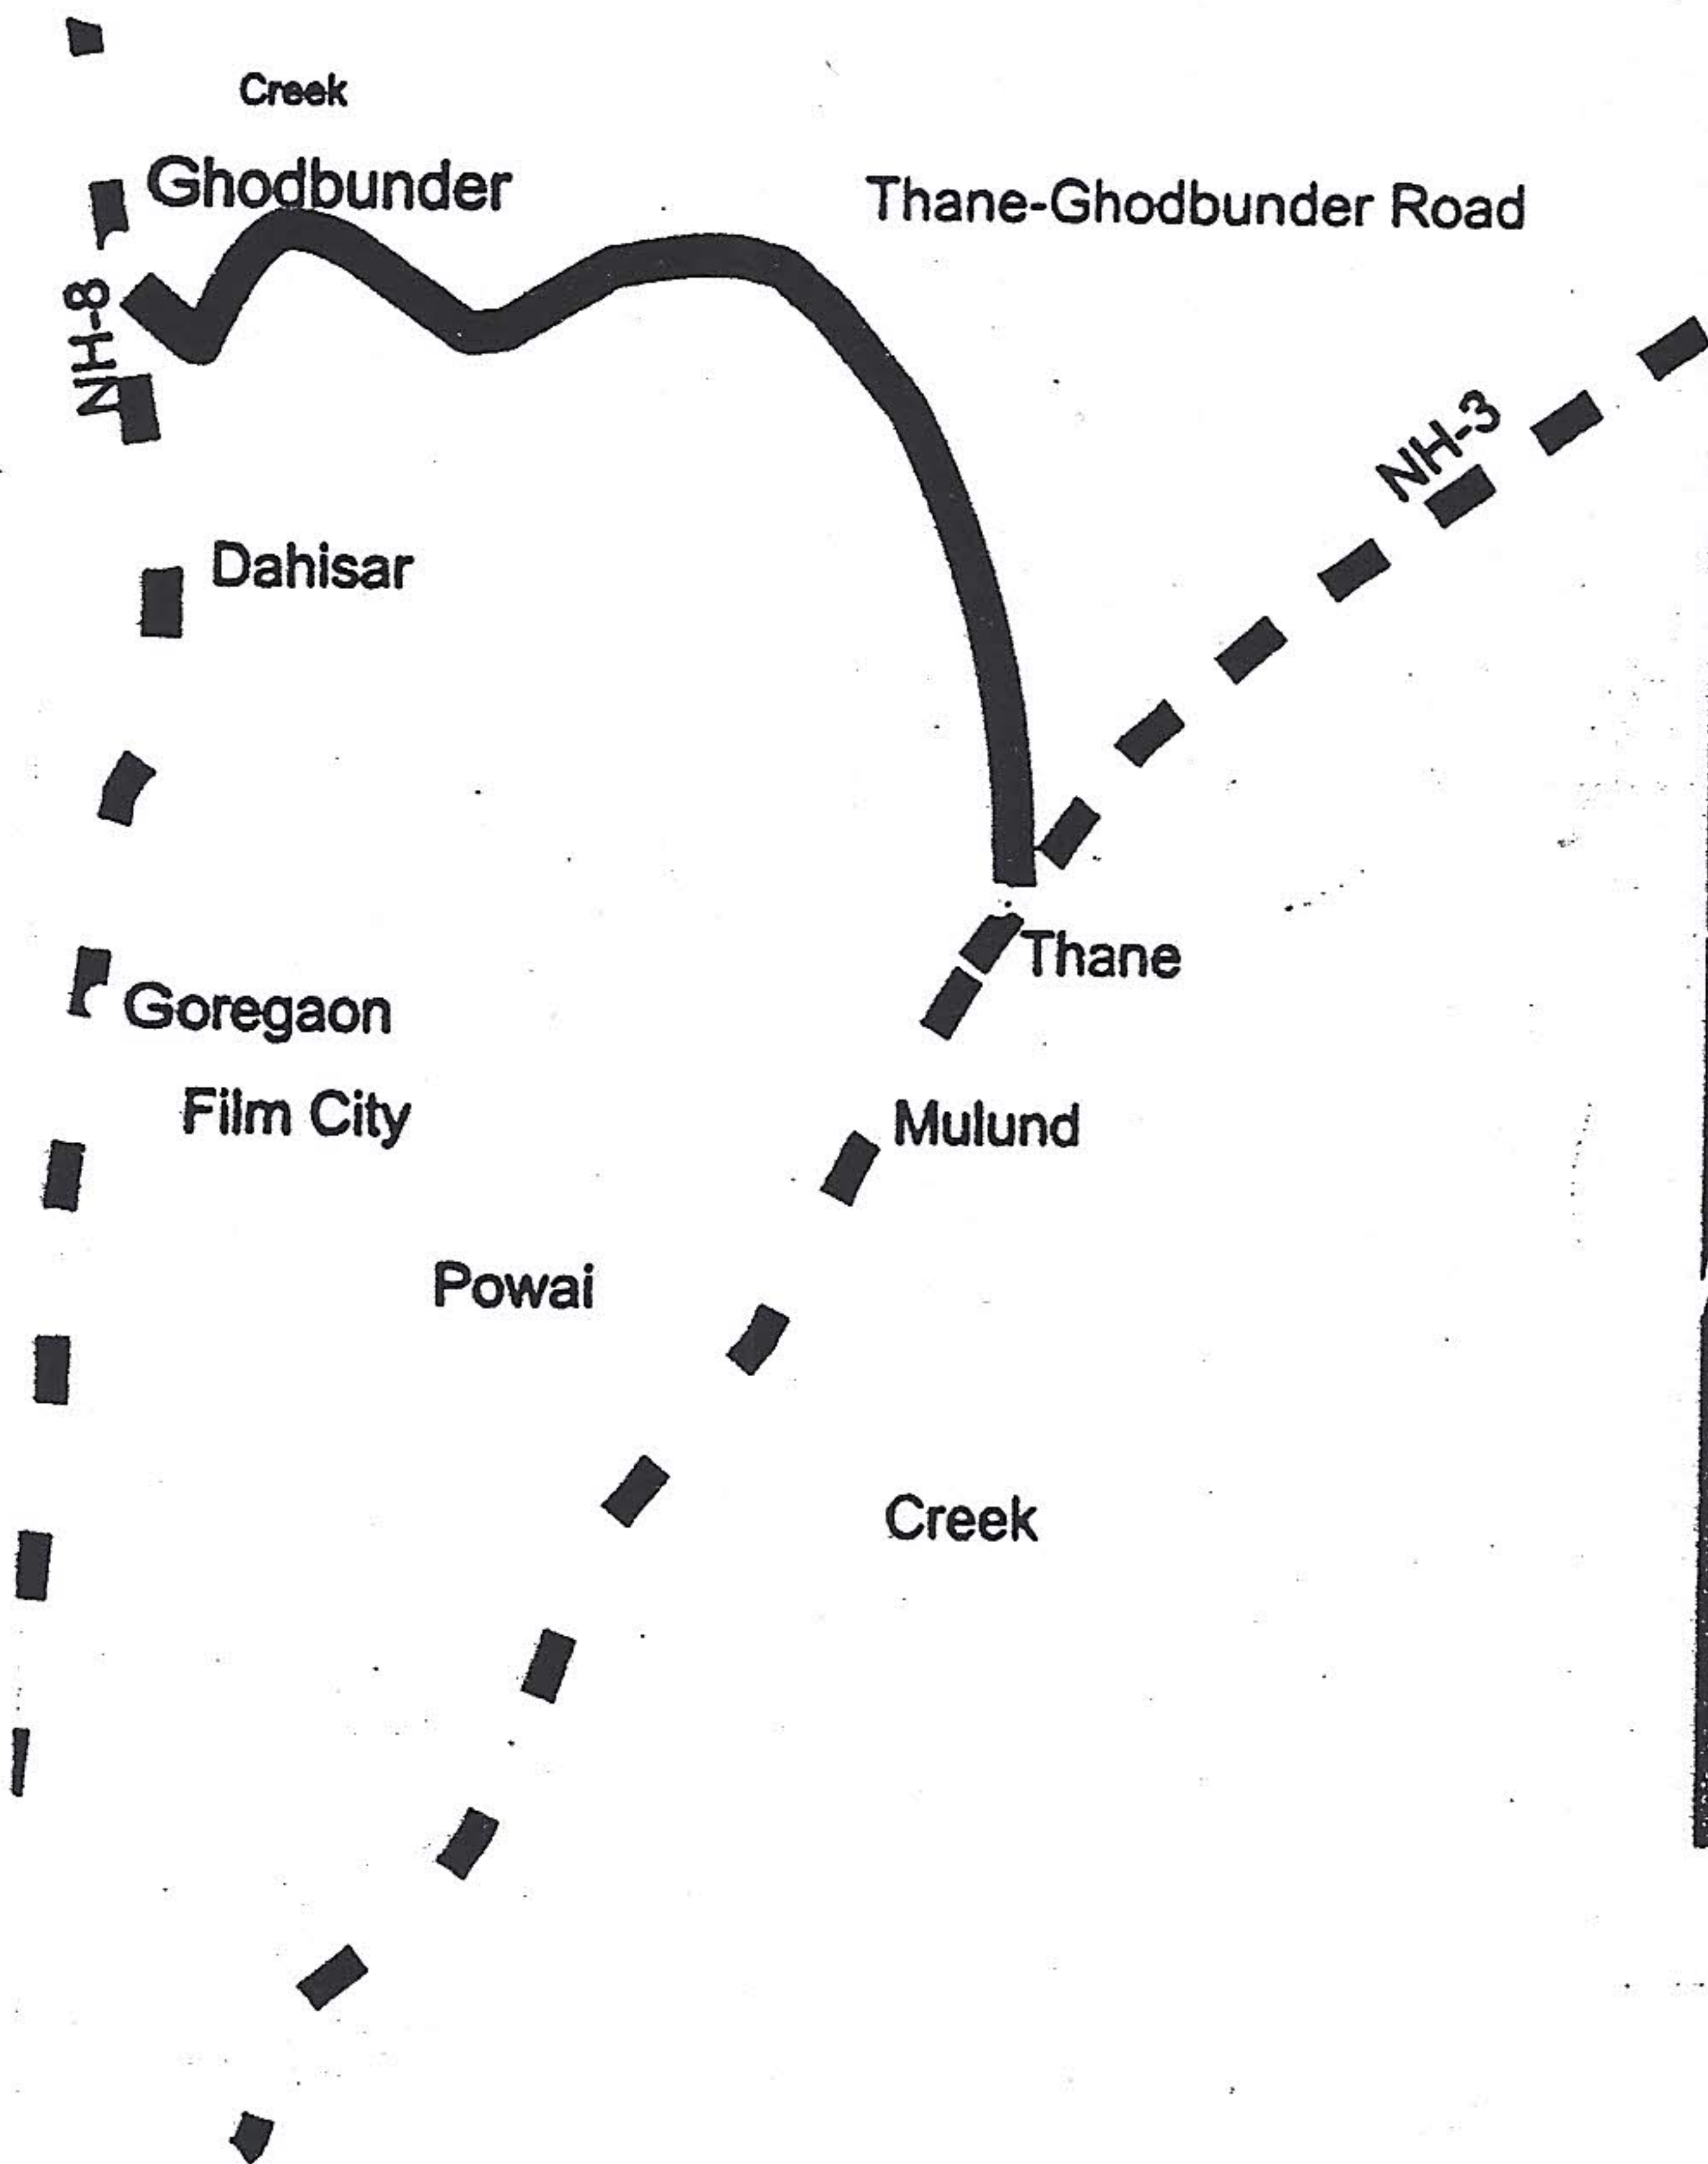 Creek
Ghodbunder
Thane-Ghodbunder Road
NH-8
NH-3
Dahisar
Thane
Goregaon
Film City
Mulund
Powai
Creek